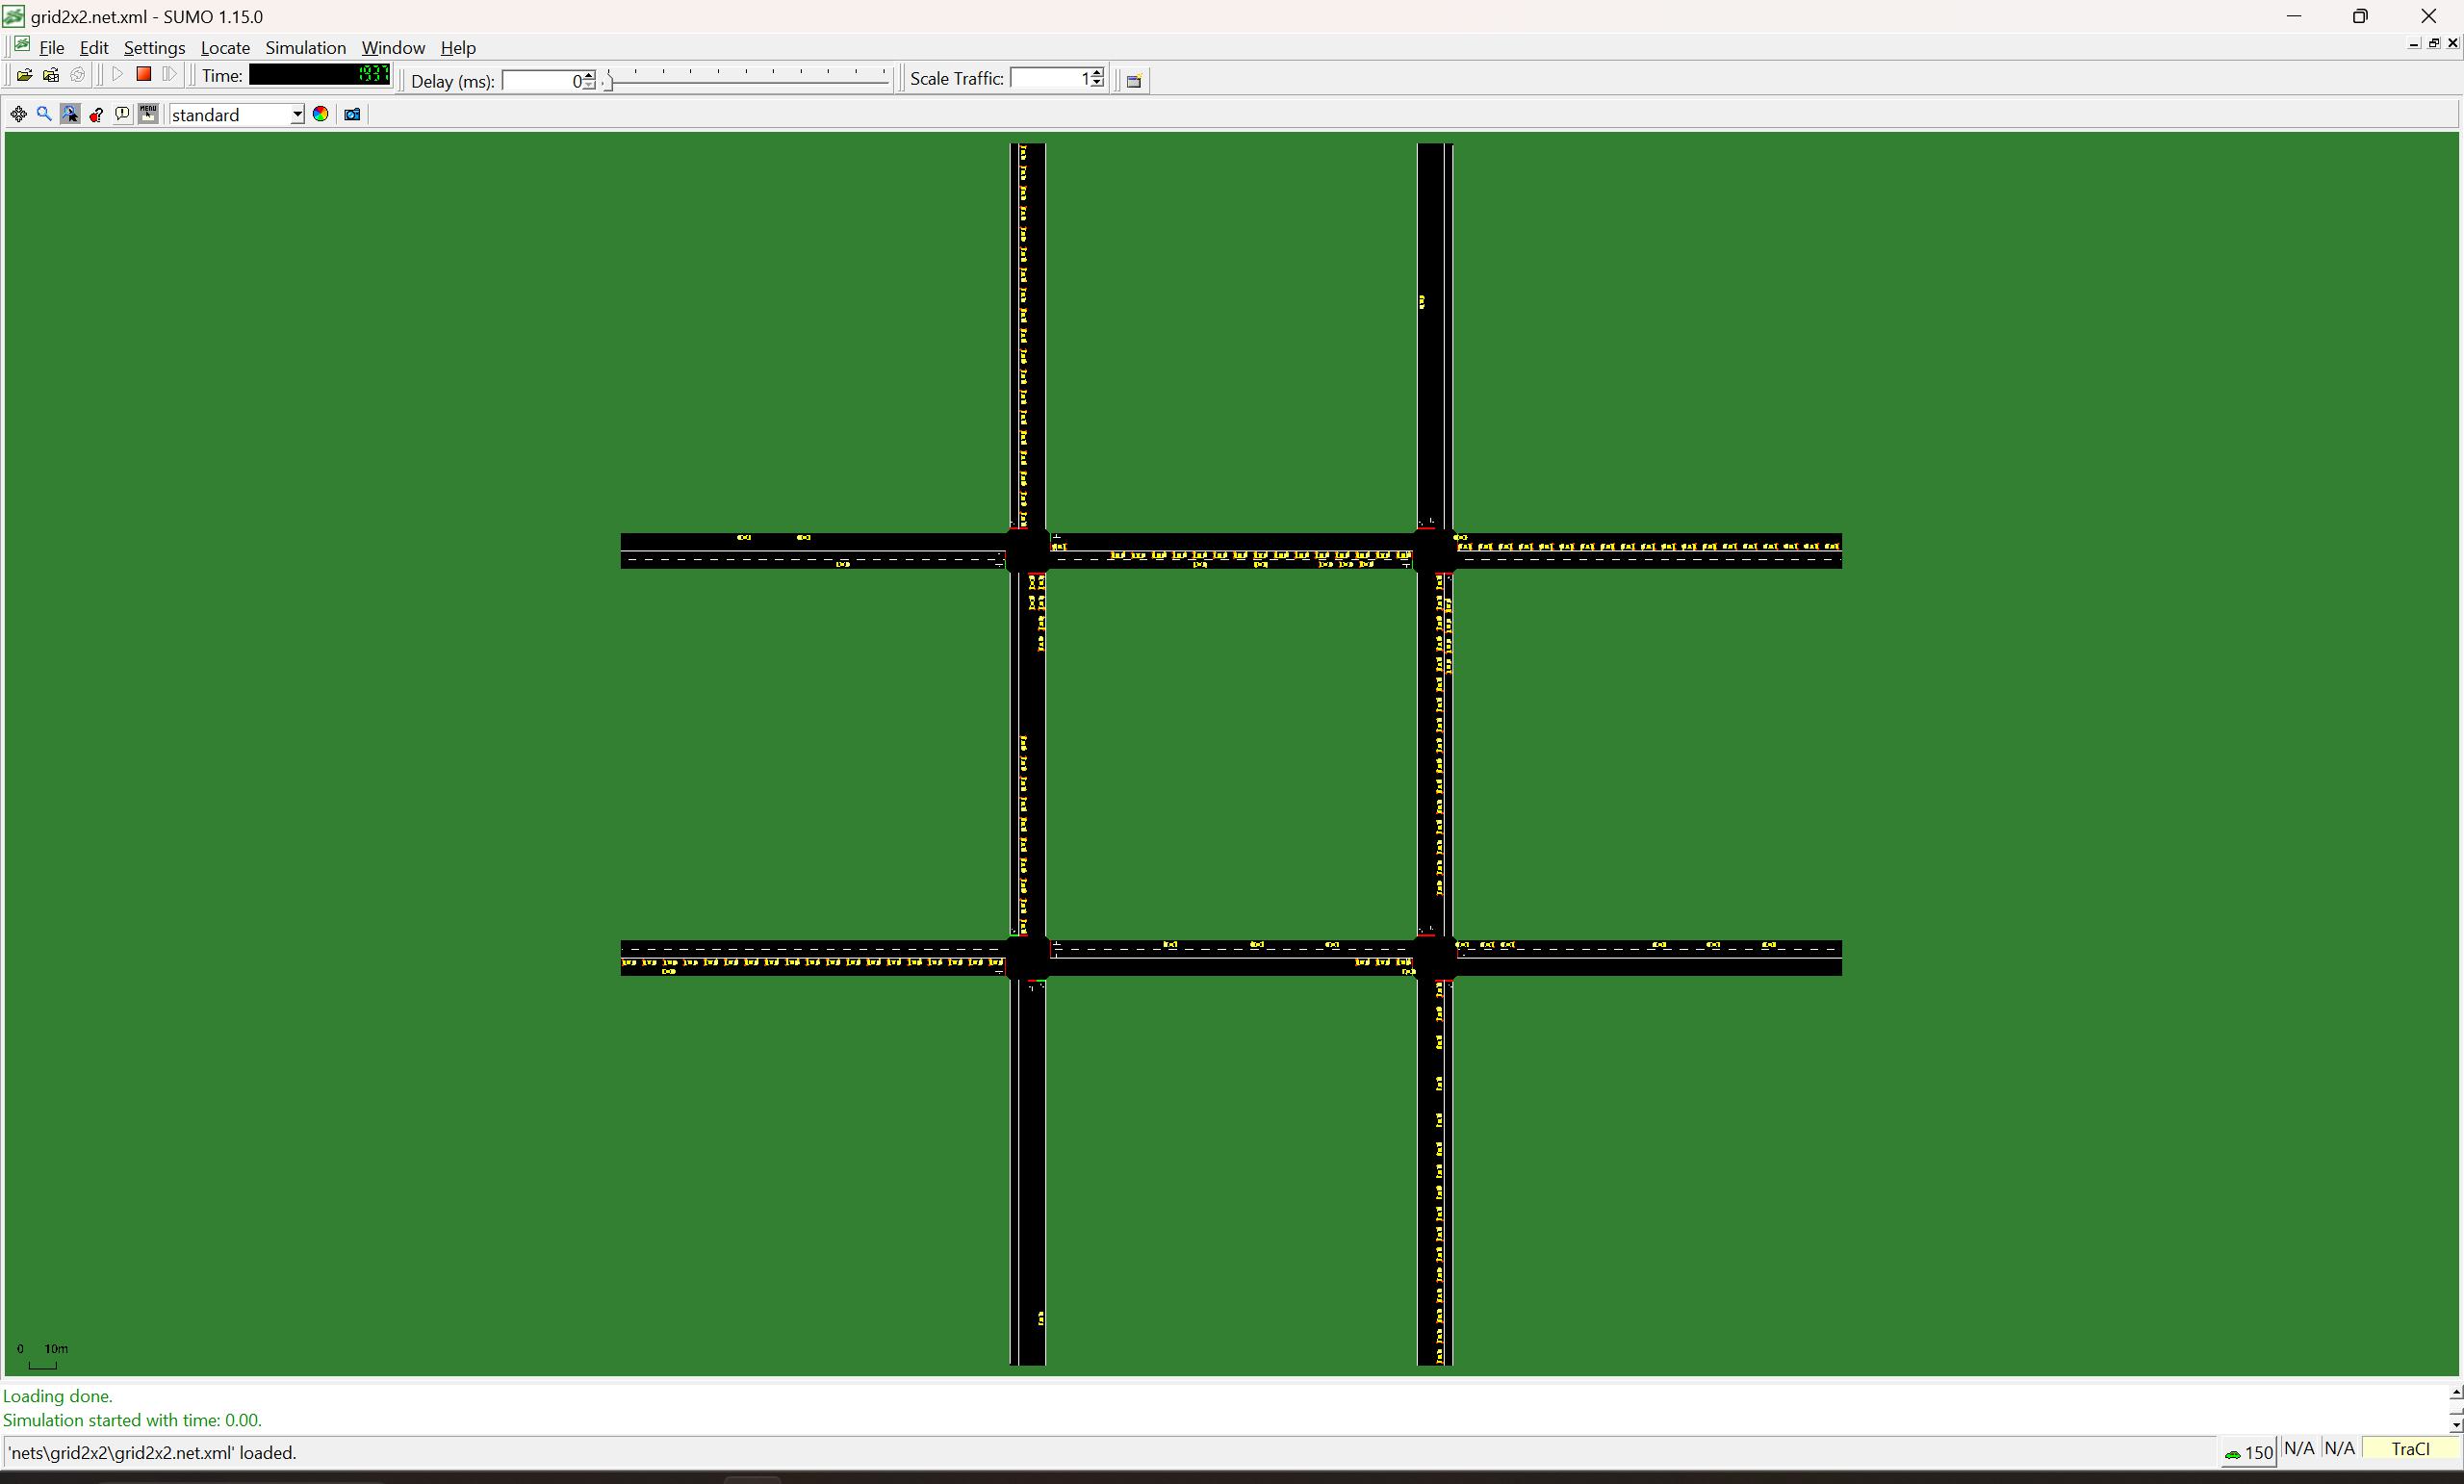 grid2x2.net.xml - SUMO 1.15.0
File Edit Settings Locate Simulation Window Help
Time: 1937 Delay (ms): 0 Scale Traffic: 1
MENU standard
0 10m
Loading done.
Simulation started with time: 0.00.
'nets\grid2x2\grid2x2.net.xml' loaded. 150 N/A N/A TraCI